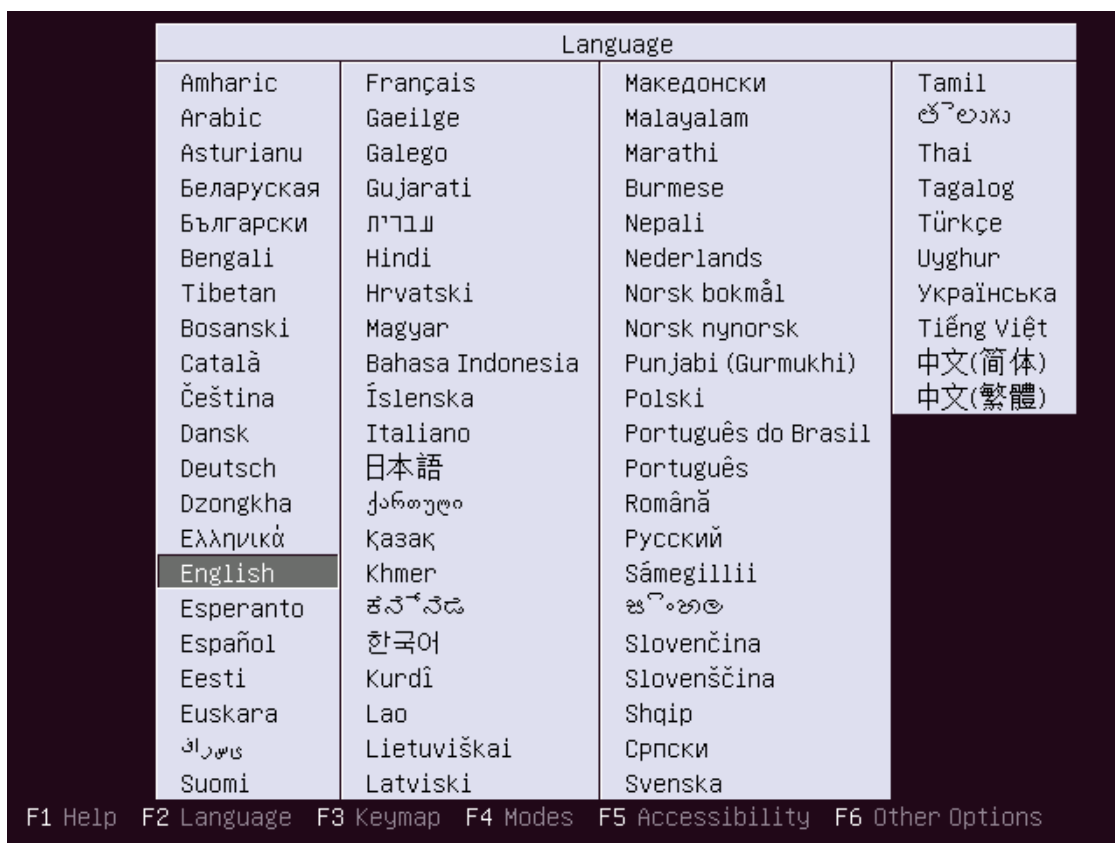 Language
Amharic
Arabic
Asturianu
Беларуская
Български
Bengali
Tibetan
Bosanski
Català
Čeština
Dansk
Deutsch
Dzongkha
Ελληνικά
English
Esperanto
Español
Eesti
Euskara
Suomi
Français
Gaeilge
Galego
Gujarati
עברית
Hindi
Hrvatski
Magyar
Bahasa Indonesia
Íslenska
Italiano
日本語
ქართული
Қазақ
Khmer
한국어
Kurdî
Lao
Lietuviškai
Latviski
Македонски
Malayalam
Marathi
Burmese
Nepali
Nederlands
Norsk bokmål
Norsk nynorsk
Punjabi (Gurmukhi)
Polski
Português do Brasil
Português
Română
Русский
Sámegillii
Slovenčina
Slovenščina
Shqip
Српски
Svenska
Tamil
Thai
Tagalog
Türkçe
Uyghur
Українська
Tiếng Việt
中文(简体)
中文(繁體)
F1 Help F2 Language F3 Keymap F4 Modes F5 Accessibility F6 Other Options